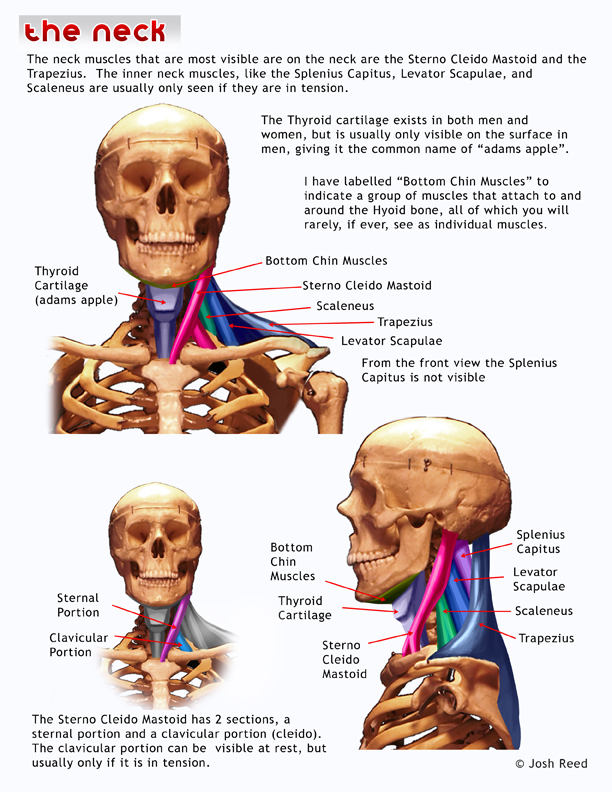 the neck
The neck muscles that are most visible are on the neck are the Sterno Cleido Mastoid and the
Trapezius. The inner neck muscles, like the Splenius Capitus, Levator Scapulae, and
Scaleneus are usually only seen if they are in tension.
The Thyroid cartilage exists in both men and
women, but is usually only visible on the surface in
men, giving it the common name of “adams apple”.
I have labelled “Bottom Chin Muscles” to
indicate a group of muscles that attach to and
around the Hyoid bone, all of which you will
rarely, if ever, see as individual muscles.
Thyroid
Cartilage
(adams apple)
Bottom Chin Muscles
Sterno Cleido Mastoid
Scaleneus
Trapezius
Levator Scapulae
From the front view the Splenius
Capitus is not visible
Sternal
Portion
Clavicular
Portion
Bottom
Chin
Muscles
Thyroid
Cartilage
Sterno
Cleido
Mastoid
Splenius
Capitus
Levator
Scapulae
Scaleneus
Trapezius
The Sterno Cleido Mastoid has 2 sections, a
sternal portion and a clavicular portion (cleido).
The clavicular portion can be visible at rest, but
usually only if it is in tension.
© Josh Reed